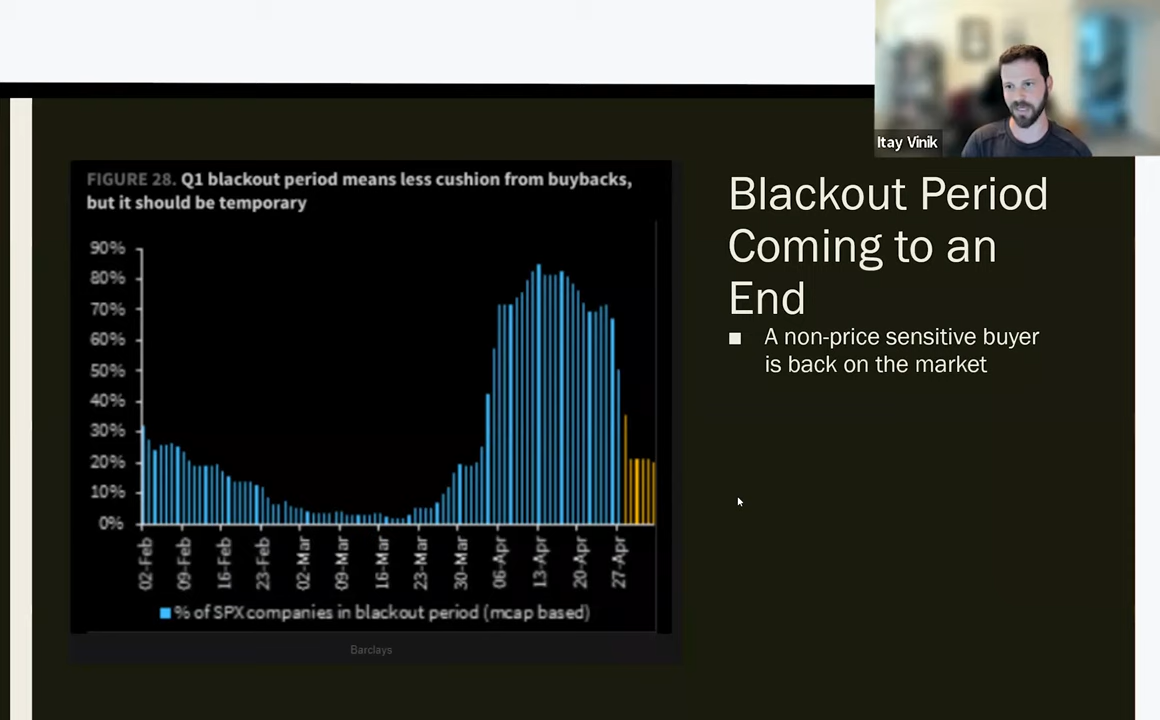 Itay Vinik
FIGURE 28. Q1 blackout period means less cushion from buybacks,
but it should be temporary
90%
80%
70%
60%
50%
40%
30%
20%
10%
0%
02-Feb
09-Feb
16-Feb
23-Feb
02-Mar
09-Mar
16-Mar
23-Mar
30-Mar
06-Apr
13-Apr
20-Apr
27-Apr
% of SPX companies in blackout period (mcap based)
Barclays
Blackout Period
Coming to an
End
A non-price sensitive buyer
is back on the market